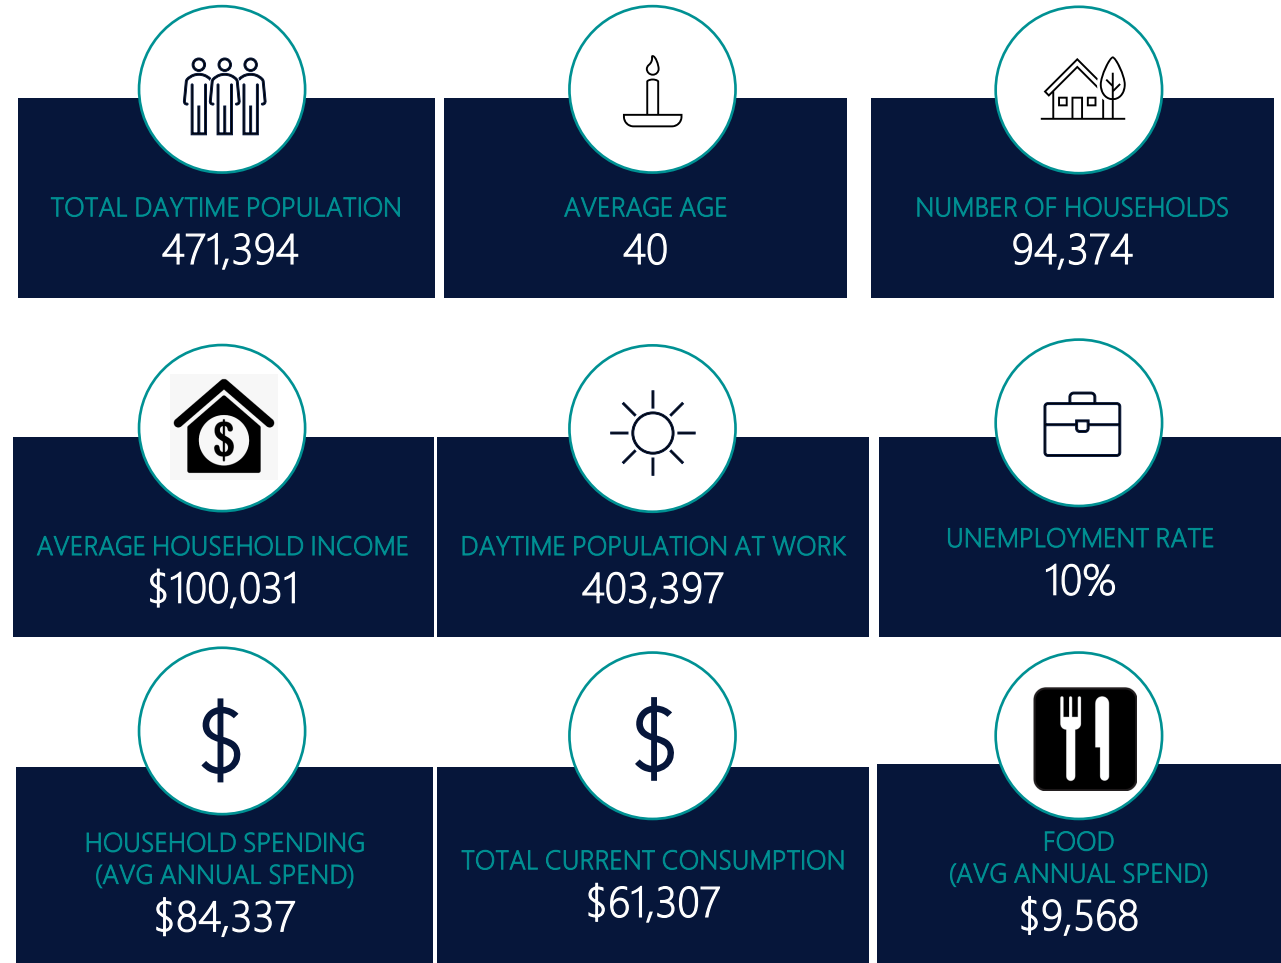 TOTAL DAYTIME POPULATION
471,394
AVERAGE AGE
40
NUMBER OF HOUSEHOLDS
94,374
$
AVERAGE HOUSEHOLD INCOME
$100,031
DAYTIME POPULATION AT WORK
403,397
UNEMPLOYMENT RATE
10%
$
HOUSEHOLD SPENDING
(AVG ANNUAL SPEND)
$84,337
$
TOTAL CURRENT CONSUMPTION
$61,307
FOOD
(AVG ANNUAL SPEND)
$9,568